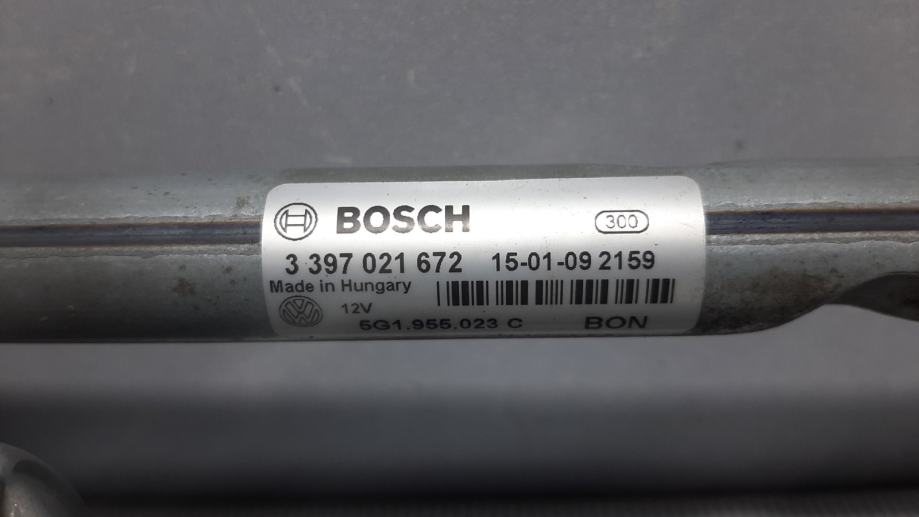 BOSCH 300
3 397 021 672 15-01-09 2159
Made in Hungary
12V
5G1.955.023 C BON